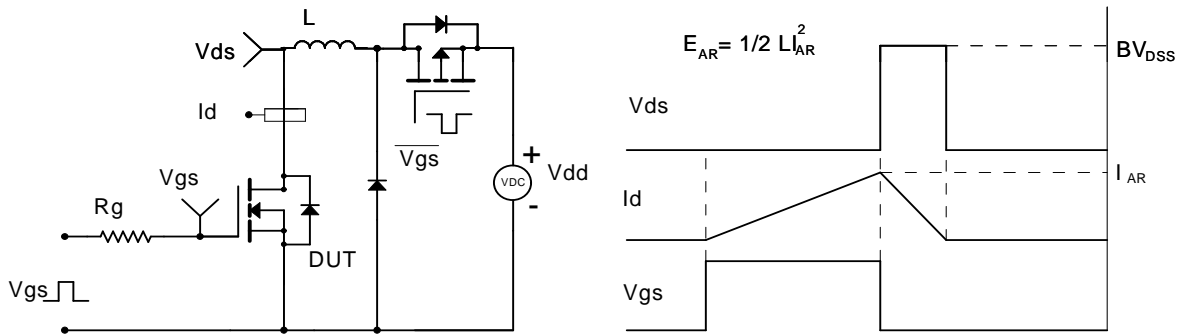 L
Vds
Id
Vgs
Vgs
Rg
DUT
Vgs
VDC
+
-
Vdd
E_AR= 1/2 LI_AR^2
BV_DSS
Vds
I_AR
Id
Vgs